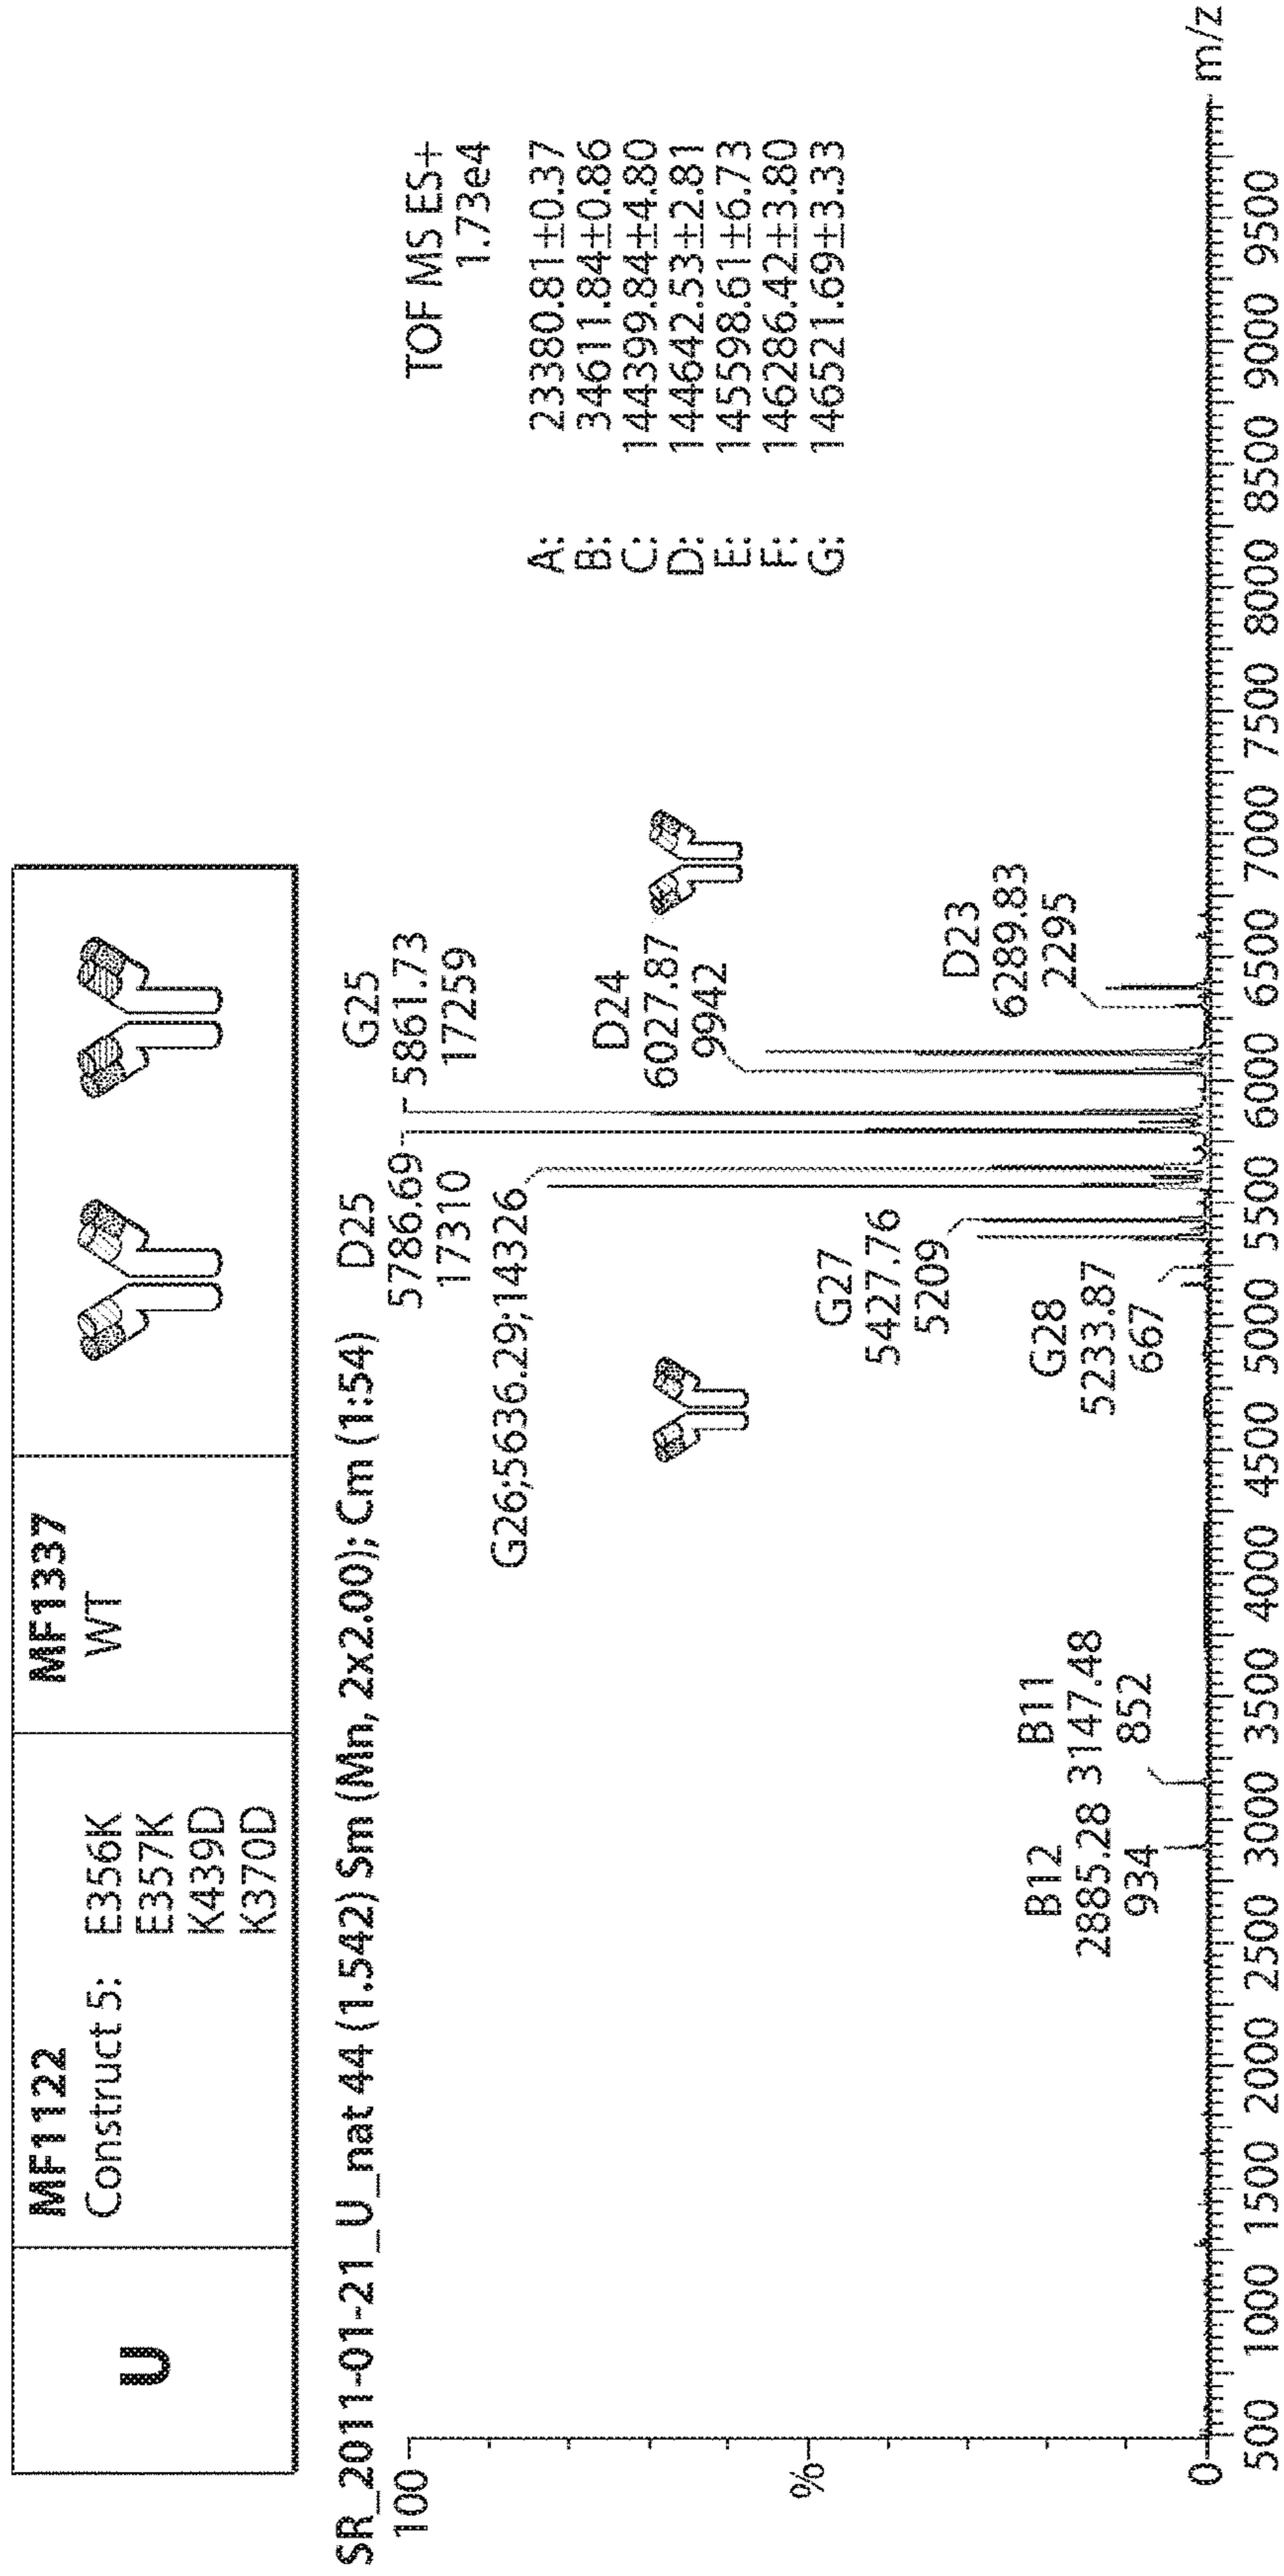 U
MF1122
Construct 5: E356K
E357K
K439D
K370D
MF1337
WT
SR_2011-01-21_U_nat 44 (1.542) Sm (Mn, 2x2.00); Cm (1:54)
TOF MS ES+
1.73e4
A: 23380.81±0.37
B: 34611.84±0.86
C: 144399.84±4.80
D: 144642.53±2.81
E: 145598.61±6.73
F: 146286.42±3.80
G: 146521.69±3.33
100
%
0
D25
5786.69
17310
G25
5861.73
17259
G26;5636.29;14326
D24
6027.87
9942
G27
5427.76
5209
D23
6289.83
2295
G28
5233.87
667
B12
2885.28
934
B11
3147.48
852
500 1000 1500 2000 2500 3000 3500 4000 4500 5000 5500 6000 6500 7000 7500 8000 8500 9000 9500
m/z